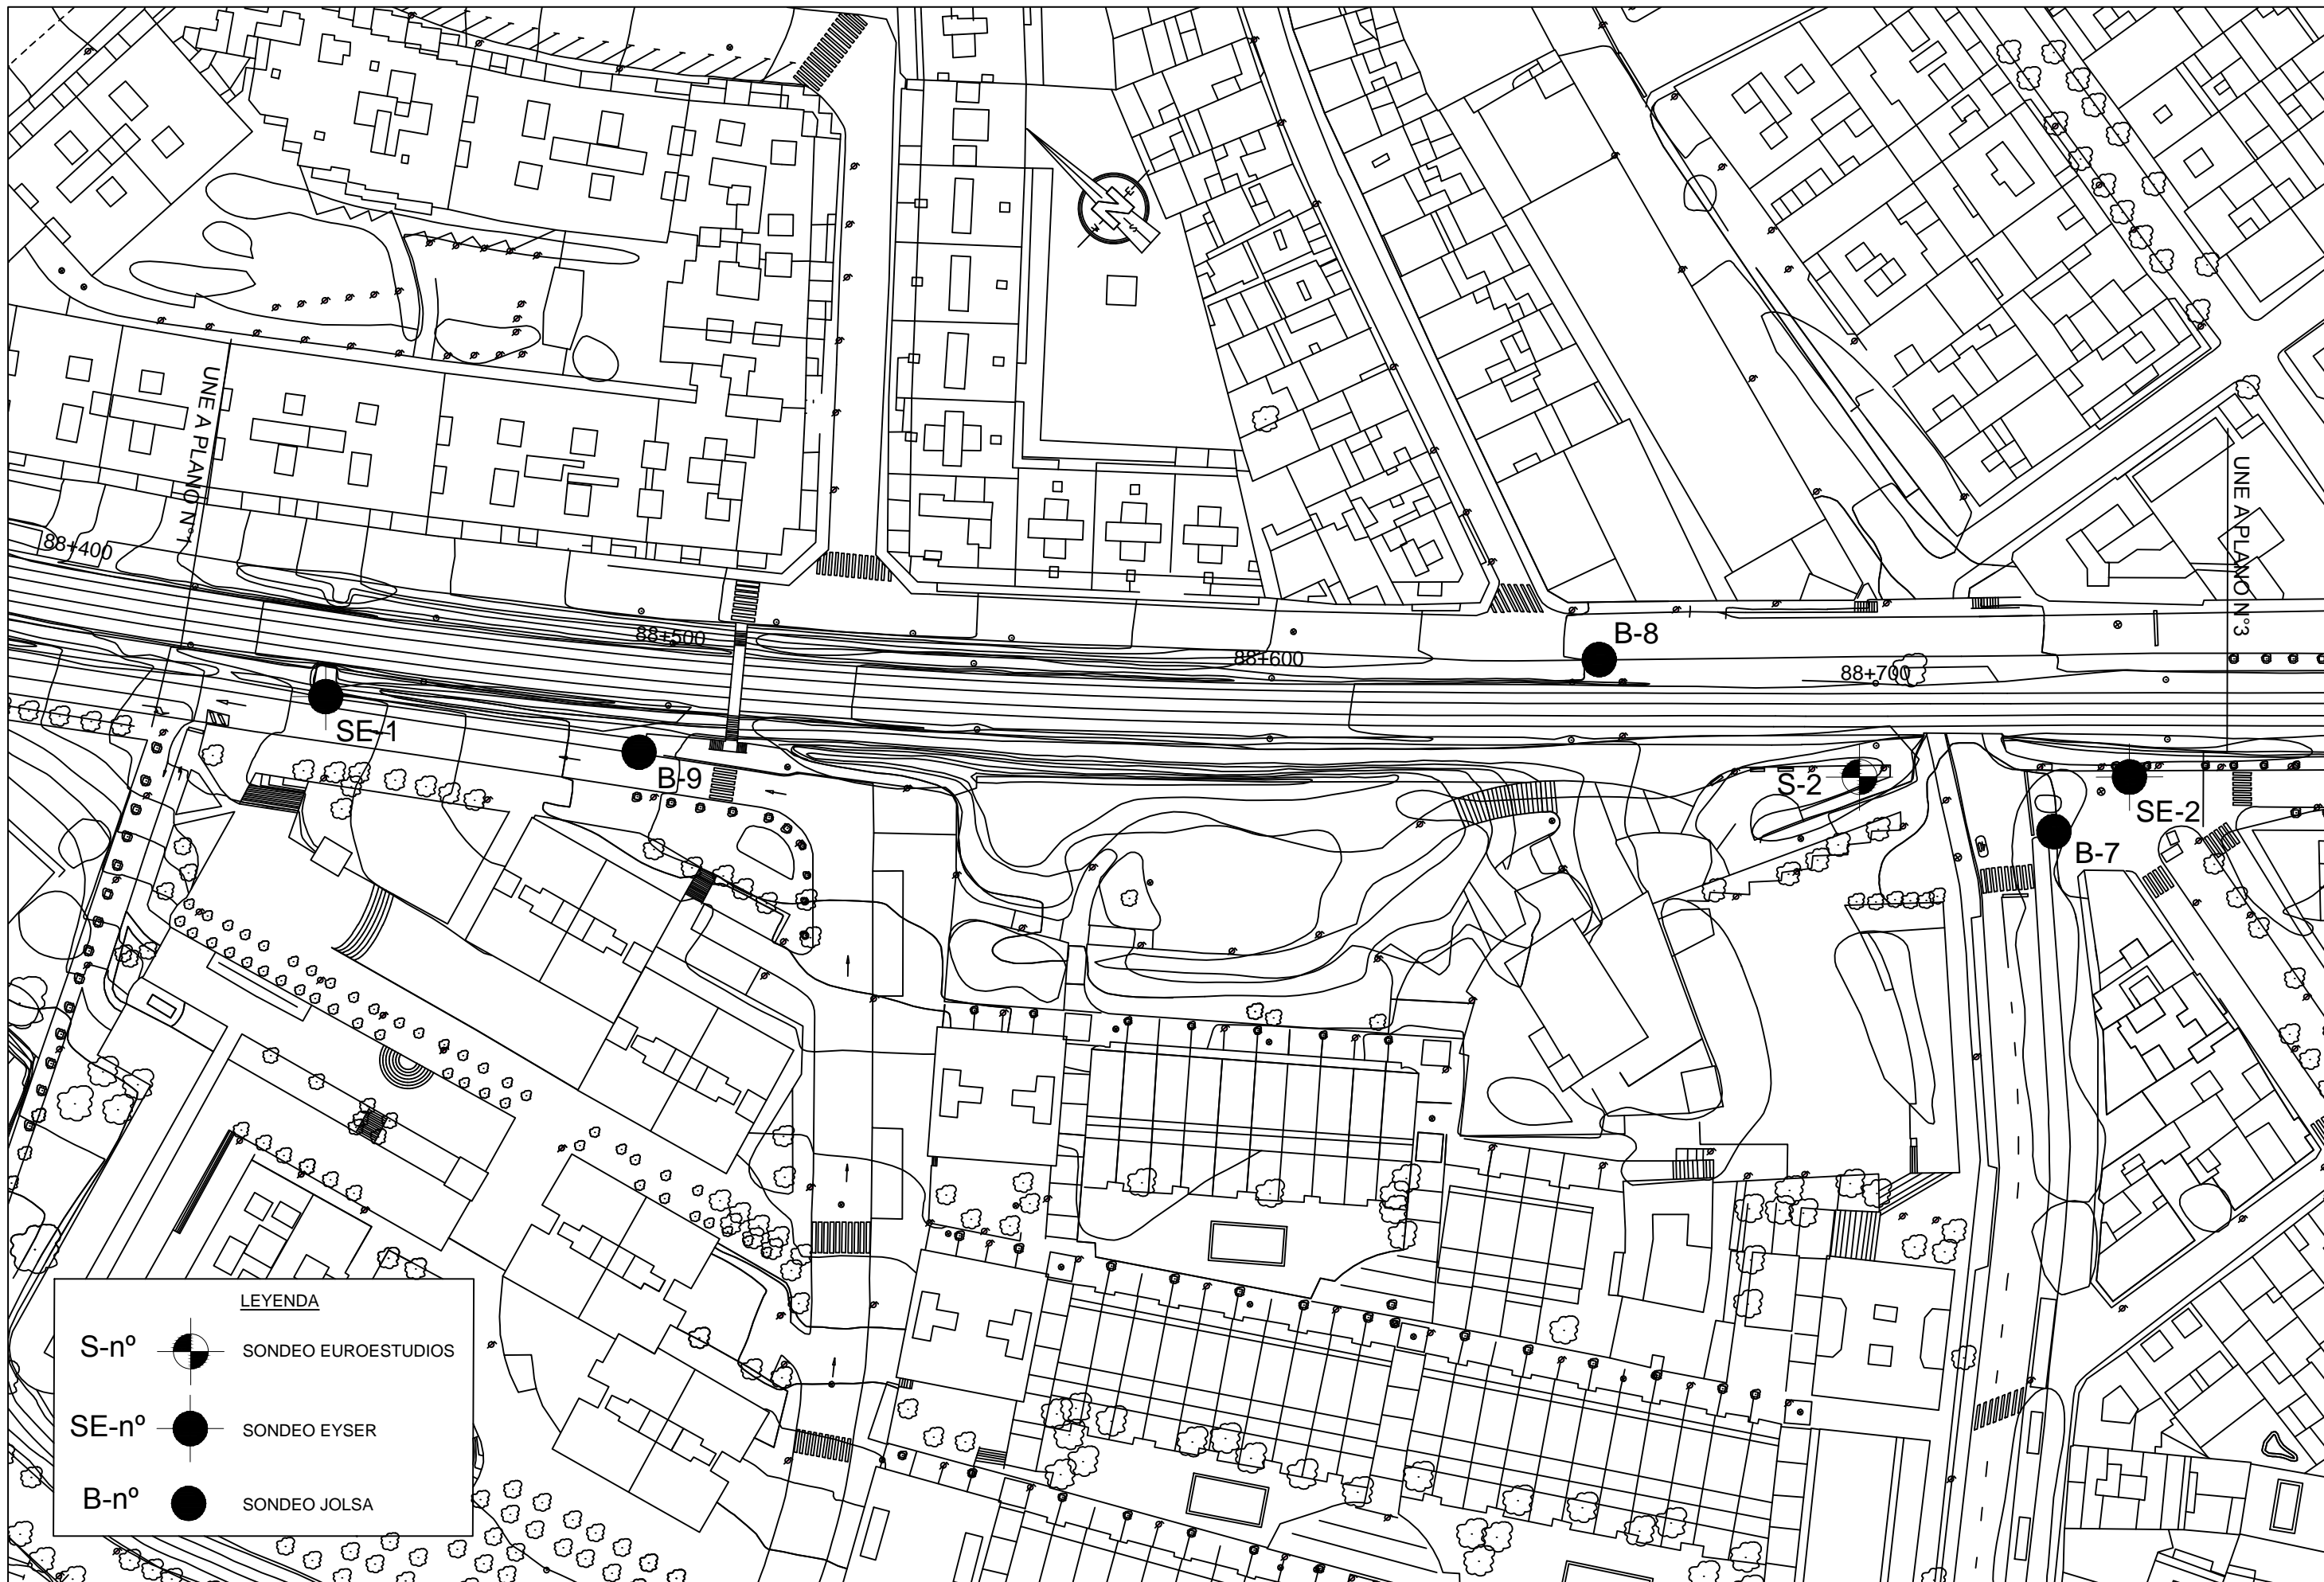 N
UNE A PLANO Nº1
UNE A PLANO Nº3
88+400
88+500
88+600
88+700
B-8
SE-1
B-9
S-2
SE-2
B-7
LEYENDA
S-nº SONDEO EUROESTUDIOS
SE-nº SONDEO EYSER
B-nº SONDEO JOLSA